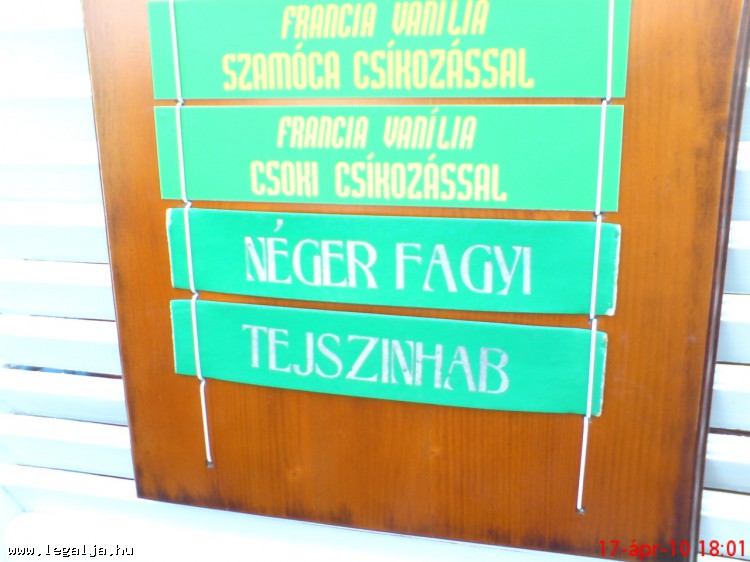 FRANCIA VANÍLIA
SZAMÓCA CSÍKOZÁSSAL
FRANCIA VANÍLIA
CSOKI CSÍKOZÁSSAL
NÉGER FAGYI
TEJSZINHAB
www.legalja.hu
17-ápr-10 18:01